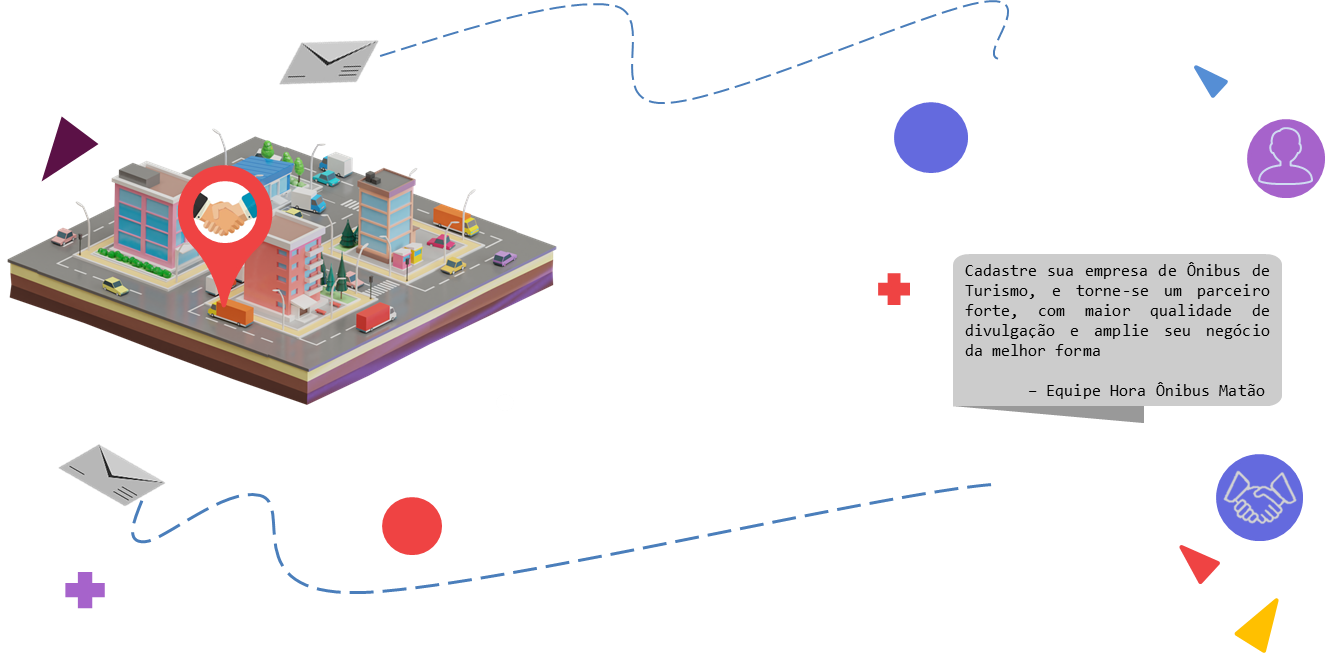 Cadastre sua empresa de Ônibus de
Turismo, e torne-se um parceiro
forte, com maior qualidade de
divulgação e amplie seu negócio
da melhor forma
– Equipe Hora Ônibus Matão